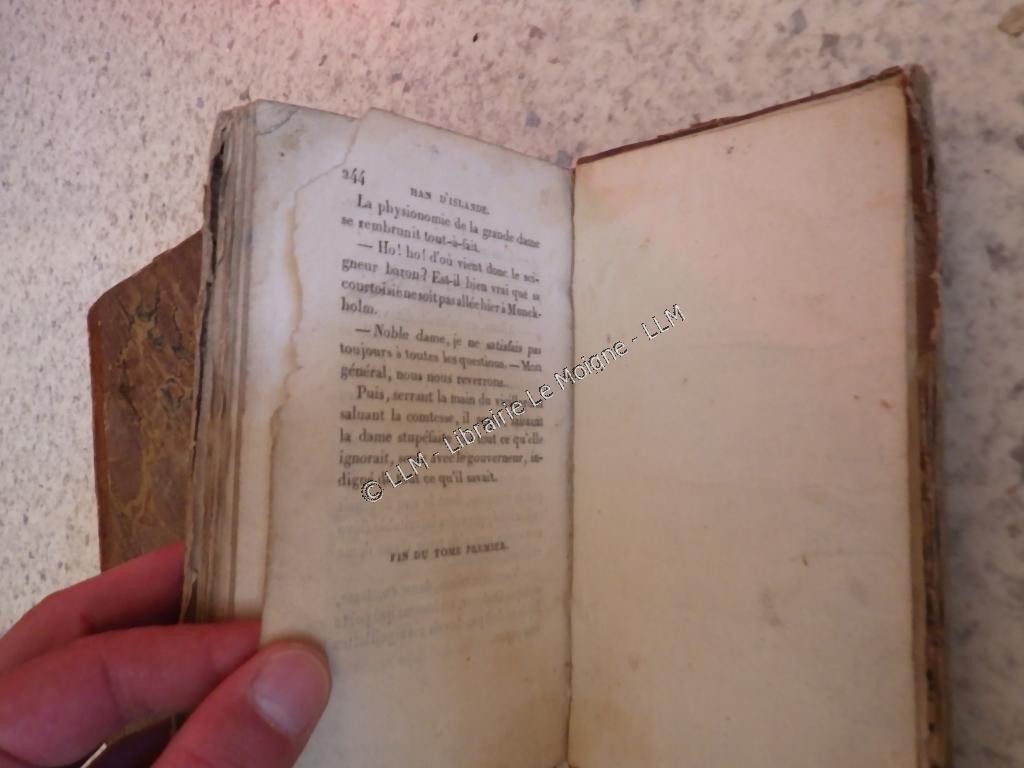 244
HAN D'ISLANDE.
La physionomie de la grande dame
se rembrunit tout-à-fait.
— Ho! ho! d'où vient donc le sei-
gneur baron? Est-il bien vrai que sa
courtoisie ne soit pas allée hier à Munck-
holm.
— Noble dame, je ne satisfais pas
toujours à toutes les questions. — Mon
général, nous nous reverrons.
Puis, serrant la main du
saluant la comtesse, il
la dame stupéfaite ce qu'elle
ignorait, avec le gouverneur, in-
ce qu'il savait.
FIN DU TOME PREMIER.
© LLM - Librairie Le Moigne - LLM